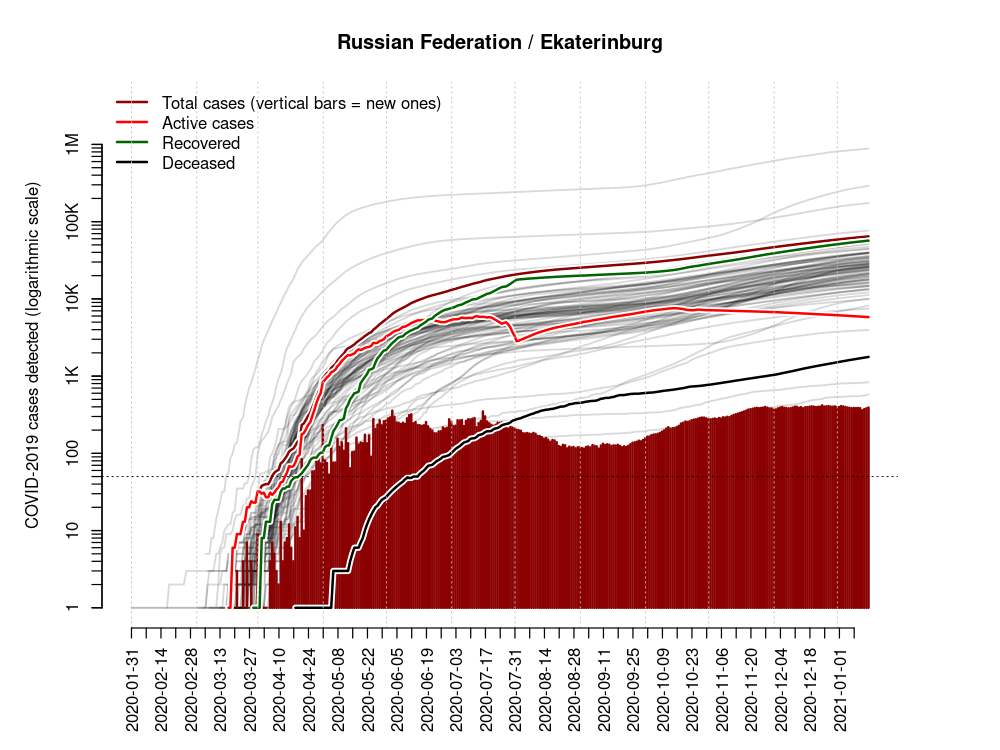 Russian Federation / Ekaterinburg
Total cases (vertical bars = new ones)
Active cases
Recovered
Deceased
COVID-2019 cases detected (logarithmic scale)
1M
100K
10K
1K
100
10
1
2020-01-31
2020-02-14
2020-02-28
2020-03-13
2020-03-27
2020-04-10
2020-04-24
2020-05-08
2020-05-22
2020-06-05
2020-06-19
2020-07-03
2020-07-17
2020-07-31
2020-08-14
2020-08-28
2020-09-11
2020-09-25
2020-10-09
2020-10-23
2020-11-06
2020-11-20
2020-12-04
2020-12-18
2021-01-01